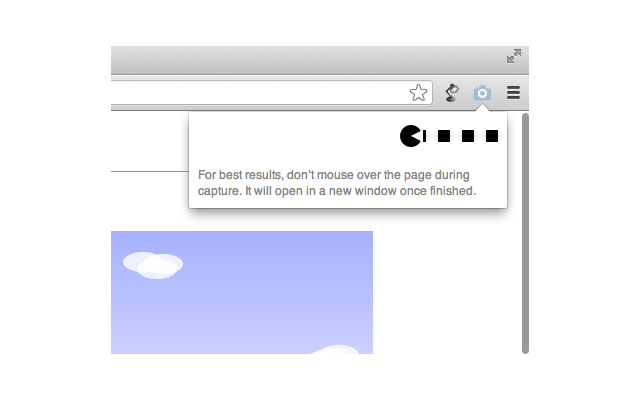 For best results, don't mouse over the page during
capture. It will open in a new window once finished.